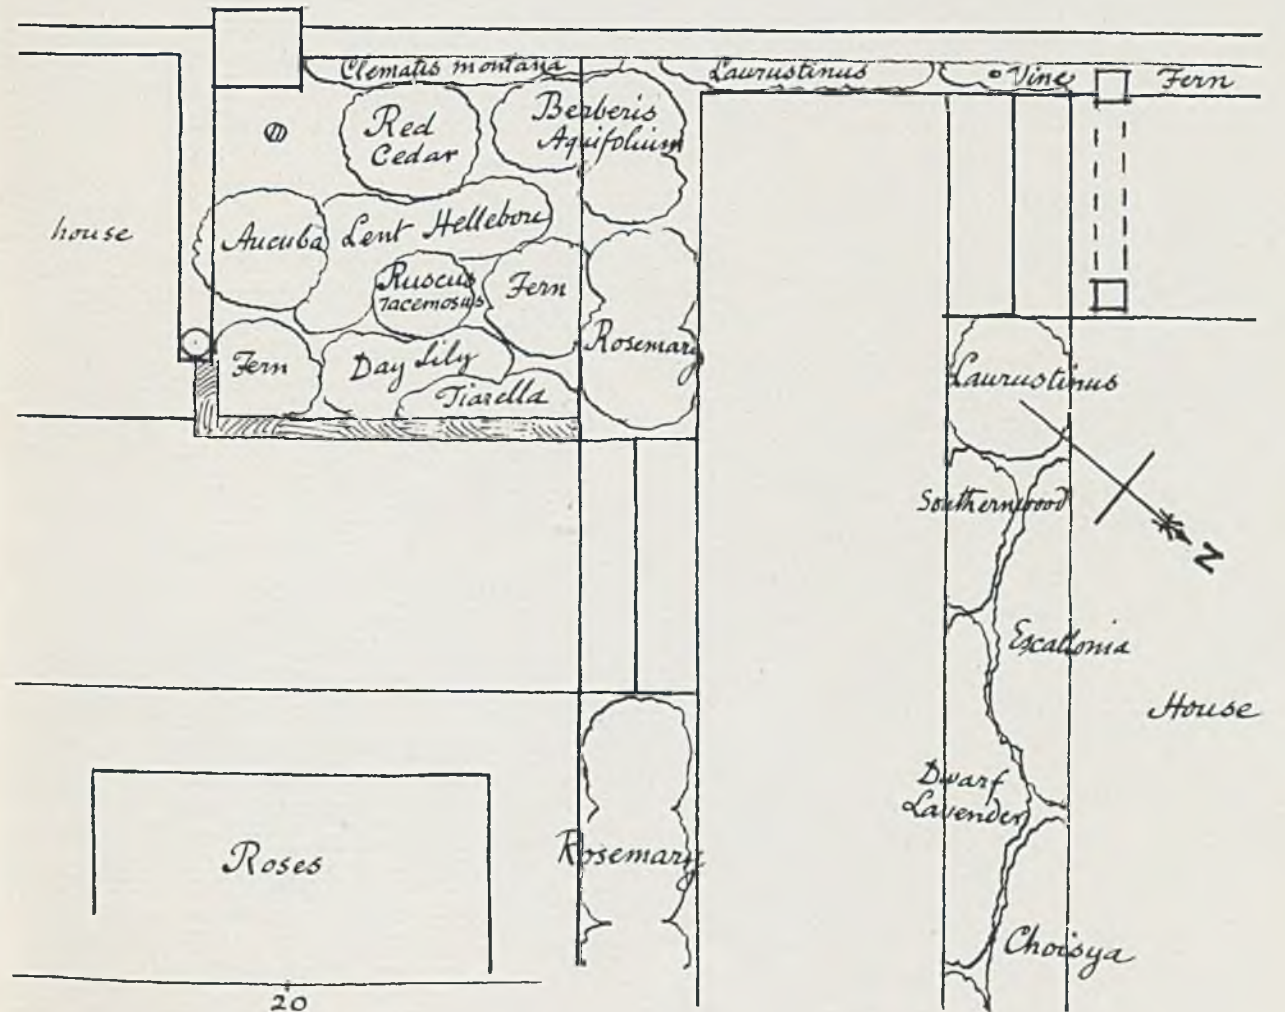 Clematis montana
Laurustinus
Vine
Fern
Red
Cedar
Berberis
Aquifolium
house
Aucuba
Lent Hellebore
Ruscus
racemosus
Fern
Rosemary
Fern
Day Lily
Tiarella
Laurustinus
Southernwood
N
Escallonia
House
Dwarf
Lavender
Roses
Rosemary
Choisya
20